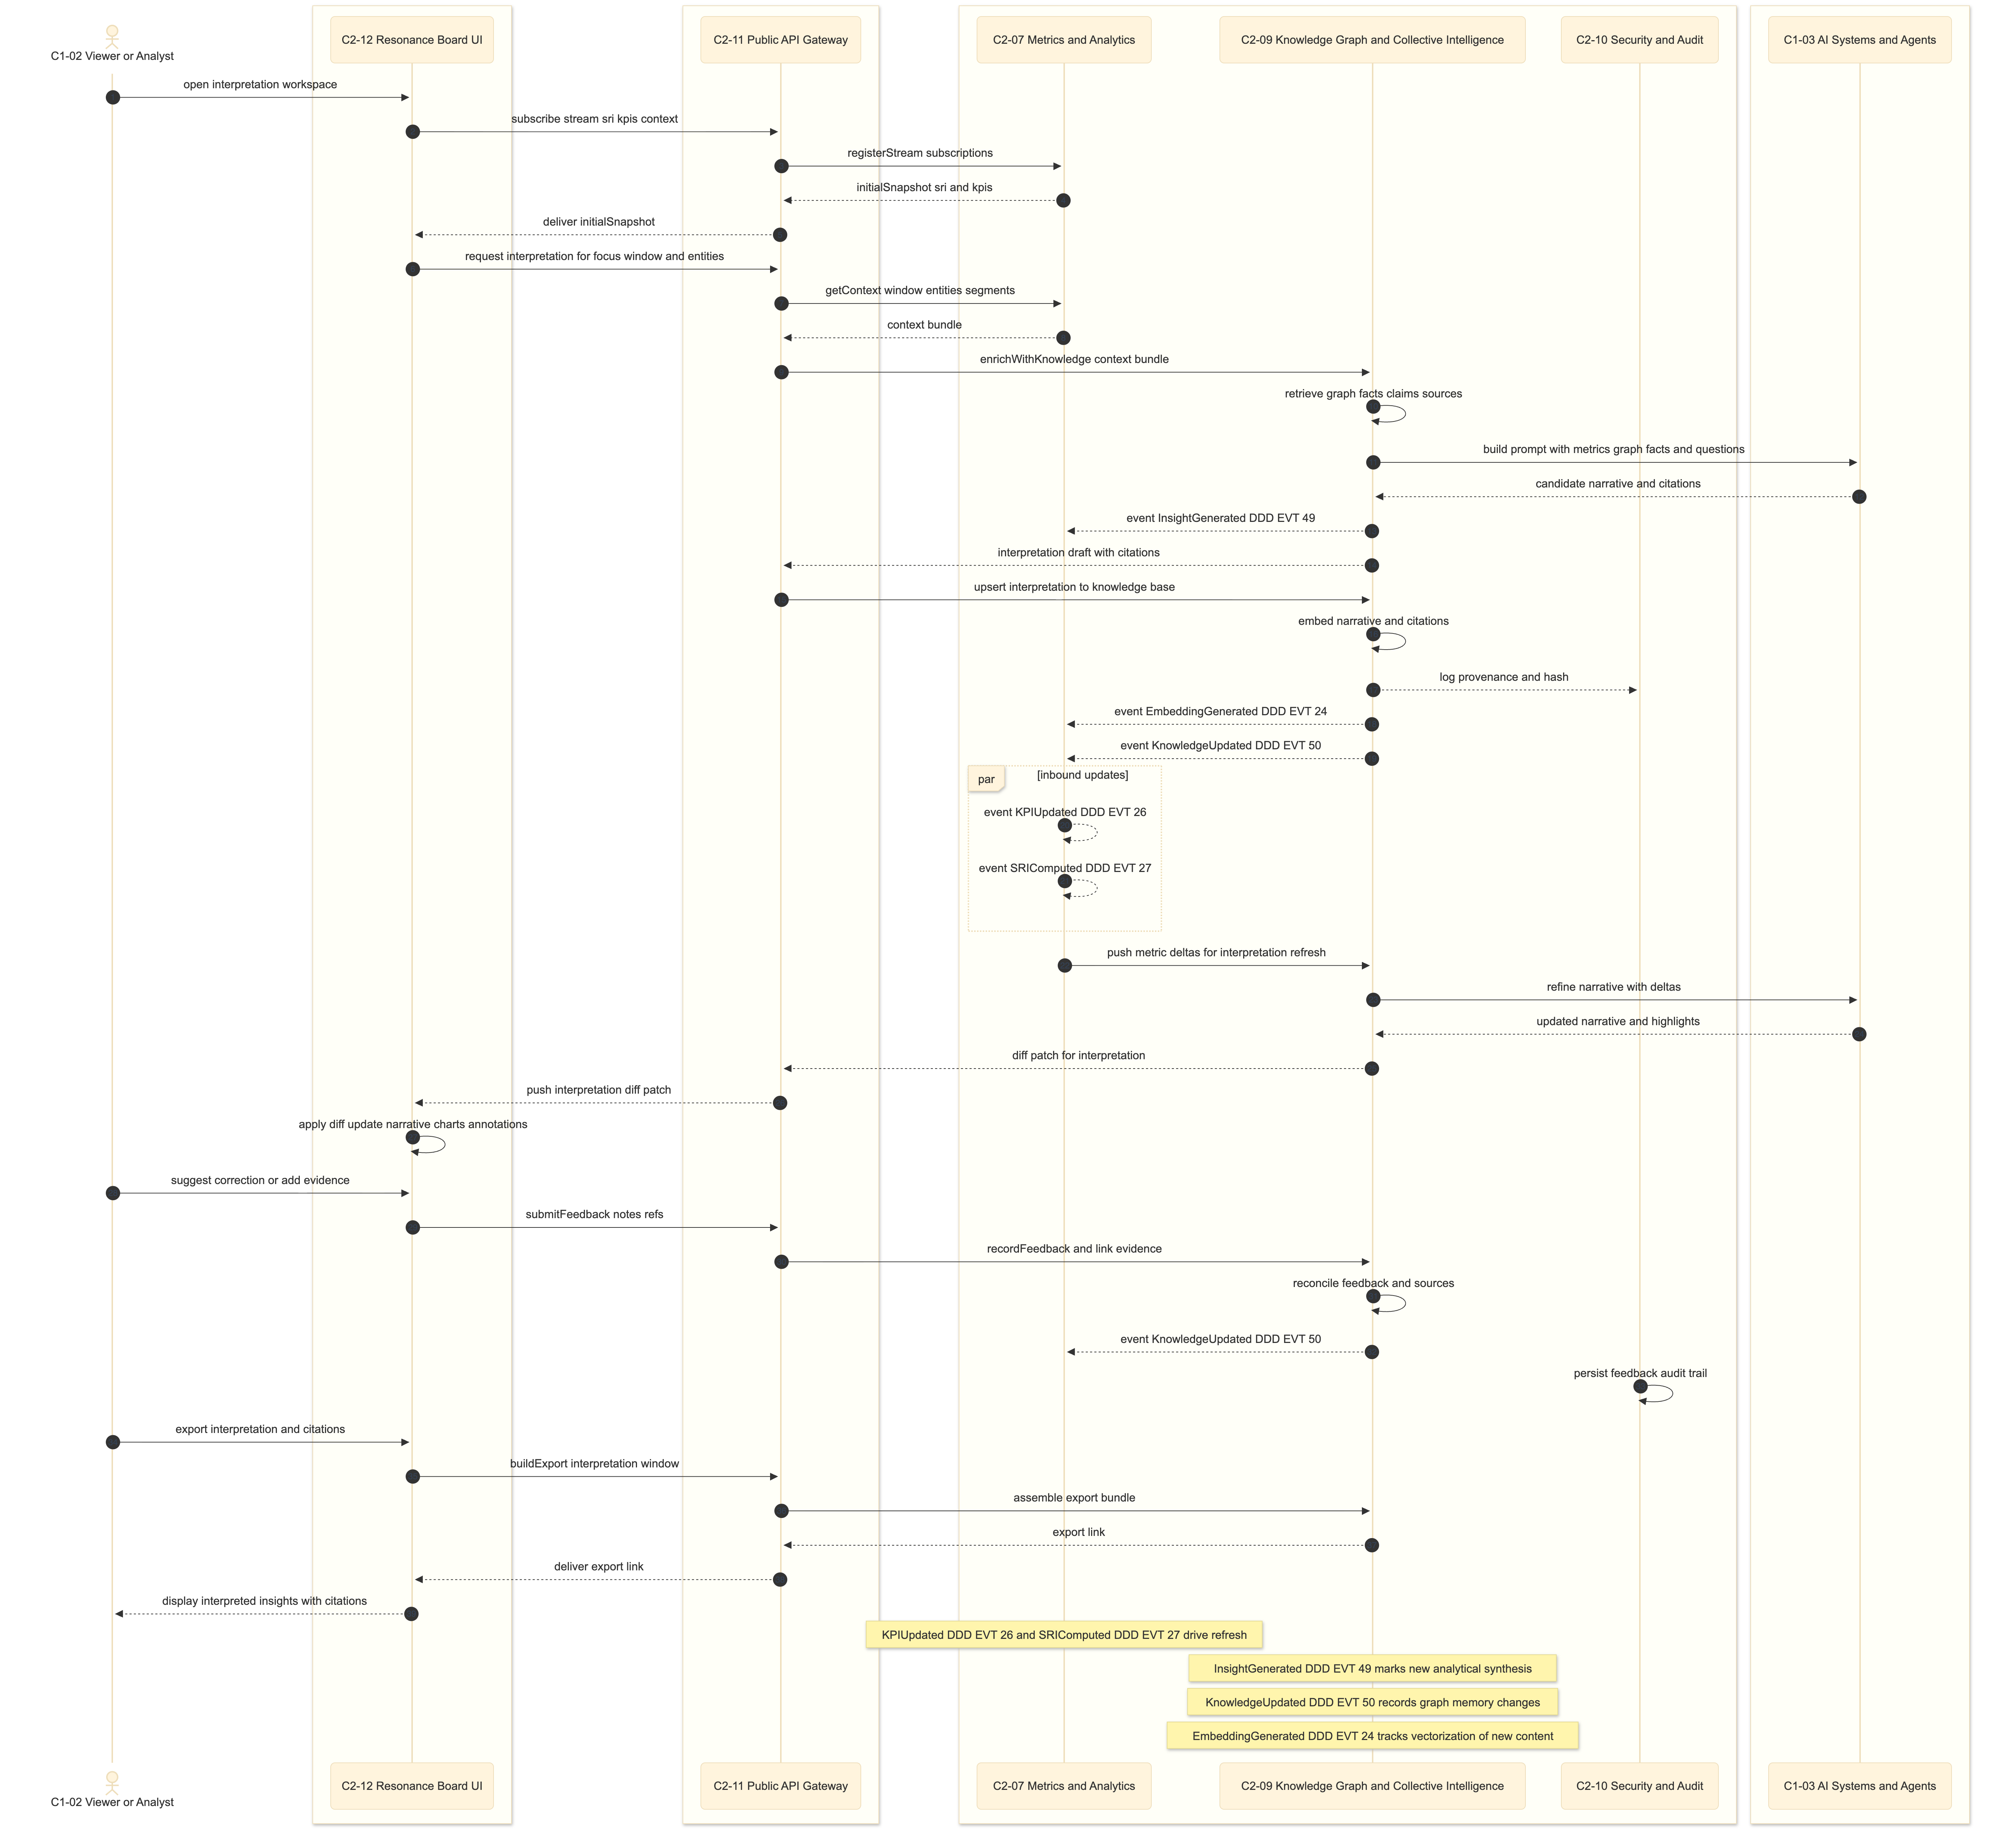 C1-02 Viewer or Analyst
C2-12 Resonance Board UI
C2-11 Public API Gateway
C2-07 Metrics and Analytics
C2-09 Knowledge Graph and Collective Intelligence
C2-10 Security and Audit
C1-03 AI Systems and Agents
open interpretation workspace
subscribe stream sri kpis context
registerStream subscriptions
initialSnapshot sri and kpis
deliver initialSnapshot
request interpretation for focus window and entities
getContext window entities segments
context bundle
enrichWithKnowledge context bundle
retrieve graph facts claims sources
build prompt with metrics graph facts and questions
candidate narrative and citations
event InsightGenerated DDD EVT 49
interpretation draft with citations
upsert interpretation to knowledge base
embed narrative and citations
log provenance and hash
event EmbeddingGenerated DDD EVT 24
event KnowledgeUpdated DDD EVT 50
par
[inbound updates]
event KPIUpdated DDD EVT 26
event SRIComputed DDD EVT 27
push metric deltas for interpretation refresh
refine narrative with deltas
updated narrative and highlights
diff patch for interpretation
push interpretation diff patch
apply diff update narrative charts annotations
suggest correction or add evidence
submitFeedback notes refs
recordFeedback and link evidence
reconcile feedback and sources
event KnowledgeUpdated DDD EVT 50
persist feedback audit trail
export interpretation and citations
buildExport interpretation window
assemble export bundle
export link
deliver export link
display interpreted insights with citations
KPIUpdated DDD EVT 26 and SRIComputed DDD EVT 27 drive refresh
InsightGenerated DDD EVT 49 marks new analytical synthesis
KnowledgeUpdated DDD EVT 50 records graph memory changes
EmbeddingGenerated DDD EVT 24 tracks vectorization of new content
C1-02 Viewer or Analyst
C2-12 Resonance Board UI
C2-11 Public API Gateway
C2-07 Metrics and Analytics
C2-09 Knowledge Graph and Collective Intelligence
C2-10 Security and Audit
C1-03 AI Systems and Agents